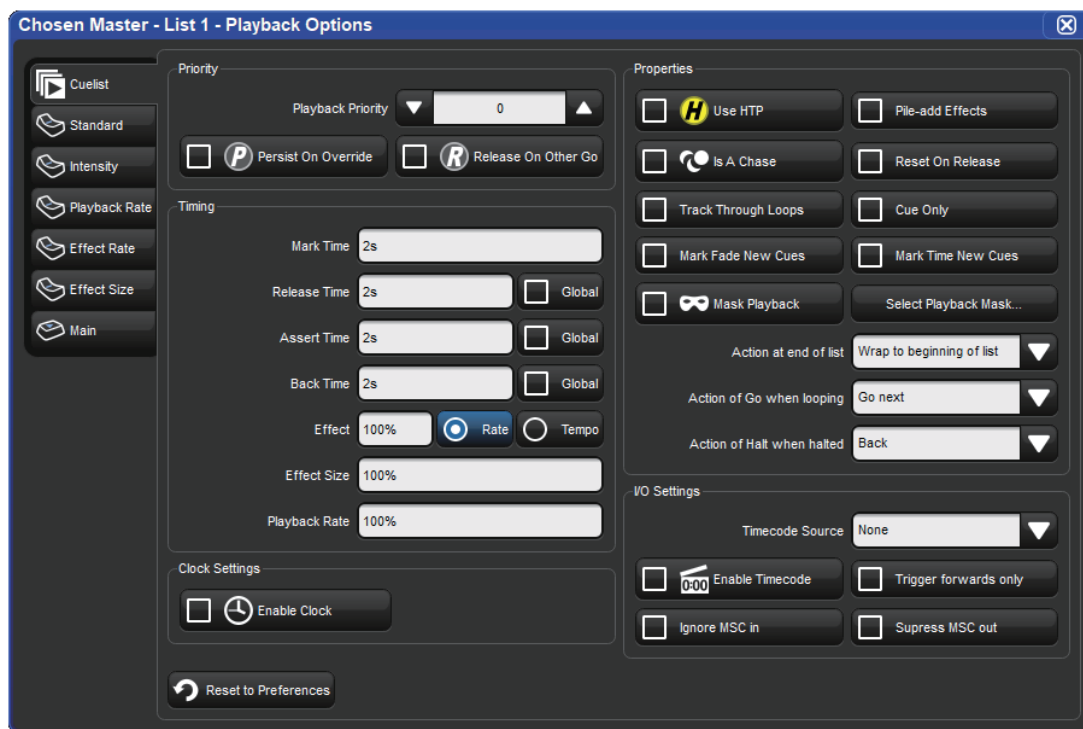 Chosen Master - List 1 - Playback Options
Cuelist
Standard
Intensity
Playback Rate
Effect Rate
Effect Size
Main
Priority
Playback Priority 0
P Persist On Override R Release On Other Go
Timing
Mark Time 2s
Release Time 2s Global
Assert Time 2s Global
Back Time 2s Global
Effect 100% Rate Tempo
Effect Size 100%
Playback Rate 100%
Clock Settings
Enable Clock
Reset to Preferences
Properties
H Use HTP Pile-add Effects
Is A Chase Reset On Release
Track Through Loops Cue Only
Mark Fade New Cues Mark Time New Cues
Mask Playback Select Playback Mask...
Action at end of list Wrap to beginning of list
Action of Go when looping Go next
Action of Halt when halted Back
I/O Settings
Timecode Source None
0:00 Enable Timecode Trigger forwards only
Ignore MSC in Supress MSC out